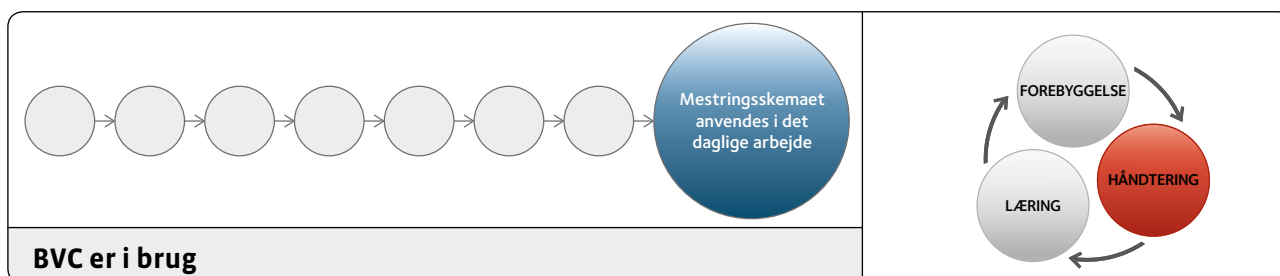 Mestringsskemaet
anvendes i det
daglige arbejde
BVC er i brug
FOREBYGGELSE
HÅNDTERING
LÆRING